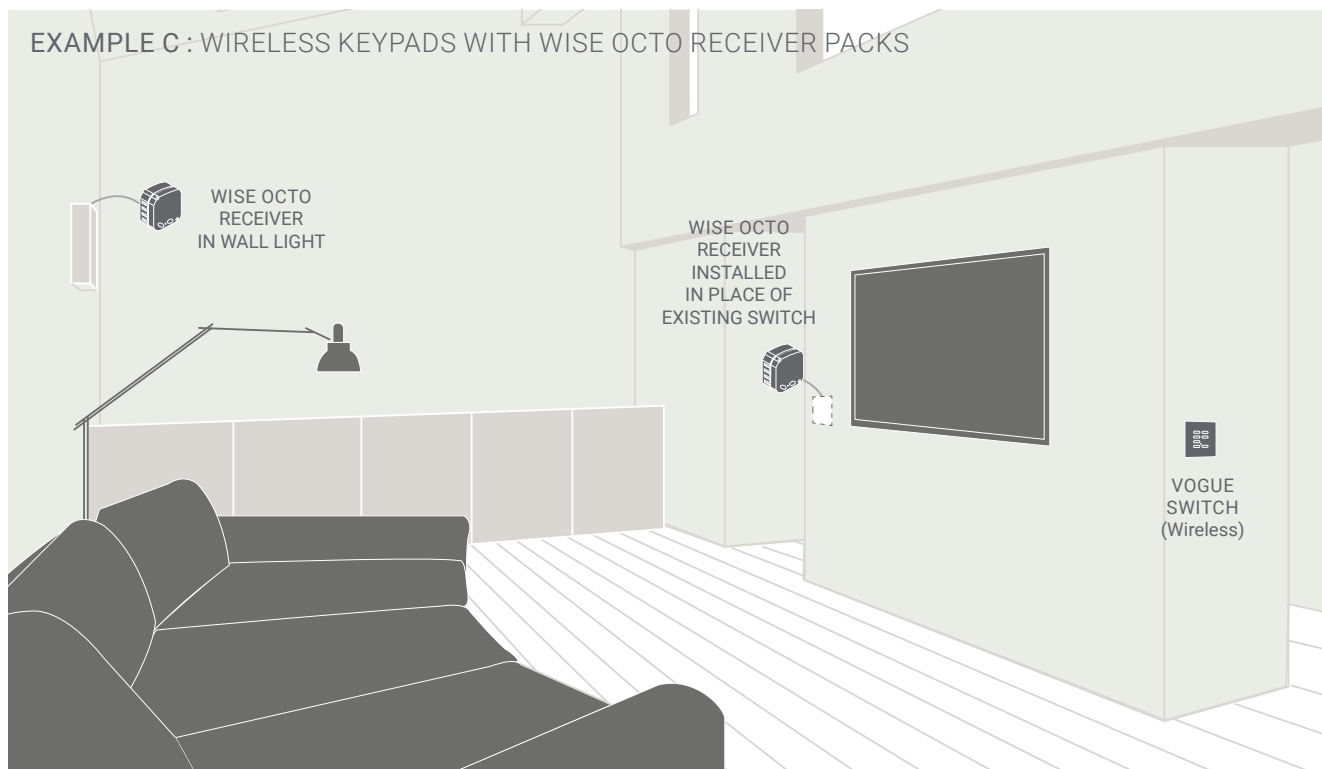 EXAMPLE C : WIRELESS KEYPADS WITH WISE OCTO RECEIVER PACKS
WISE OCTO
RECEIVER
IN WALL LIGHT
WISE OCTO
RECEIVER
INSTALLED
IN PLACE OF
EXISTING SWITCH
VOGUE
SWITCH
(Wireless)